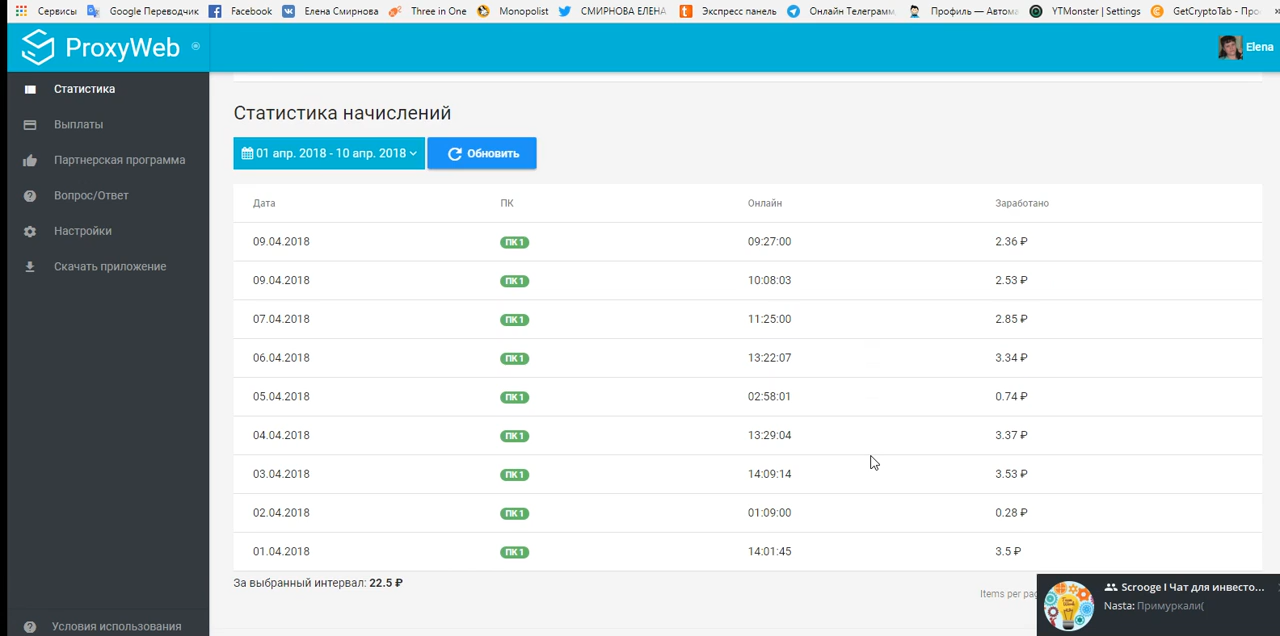 Сервисы Google Переводчик Facebook Елена Смирнова Three in One Monopolist СМИРНОВА ЕЛЕНА Экспресс панель Онлайн Телеграмм Профиль — Автома YTMonster | Settings GetCryptoTab - Про
ProxyWeb ®
Elena
Статистика
Выплаты
Партнерская программа
Вопрос/Ответ
Настройки
Скачать приложение
Условия использования
Статистика начислений
01 апр. 2018 - 10 апр. 2018 Обновить
Дата ПК Онлайн Заработано
09.04.2018 ПК 1 09:27:00 2.36 ₽
09.04.2018 ПК 1 10:08:03 2.53 ₽
07.04.2018 ПК 1 11:25:00 2.85 ₽
06.04.2018 ПК 1 13:22:07 3.34 ₽
05.04.2018 ПК 1 02:58:01 0.74 ₽
04.04.2018 ПК 1 13:29:04 3.37 ₽
03.04.2018 ПК 1 14:09:14 3.53 ₽
02.04.2018 ПК 1 01:09:00 0.28 ₽
01.04.2018 ПК 1 14:01:45 3.5 ₽
За выбранный интервал: 22.5 ₽
Items per pag
Scrooge I Чат для инвесто...
Nasta: Примуркали(